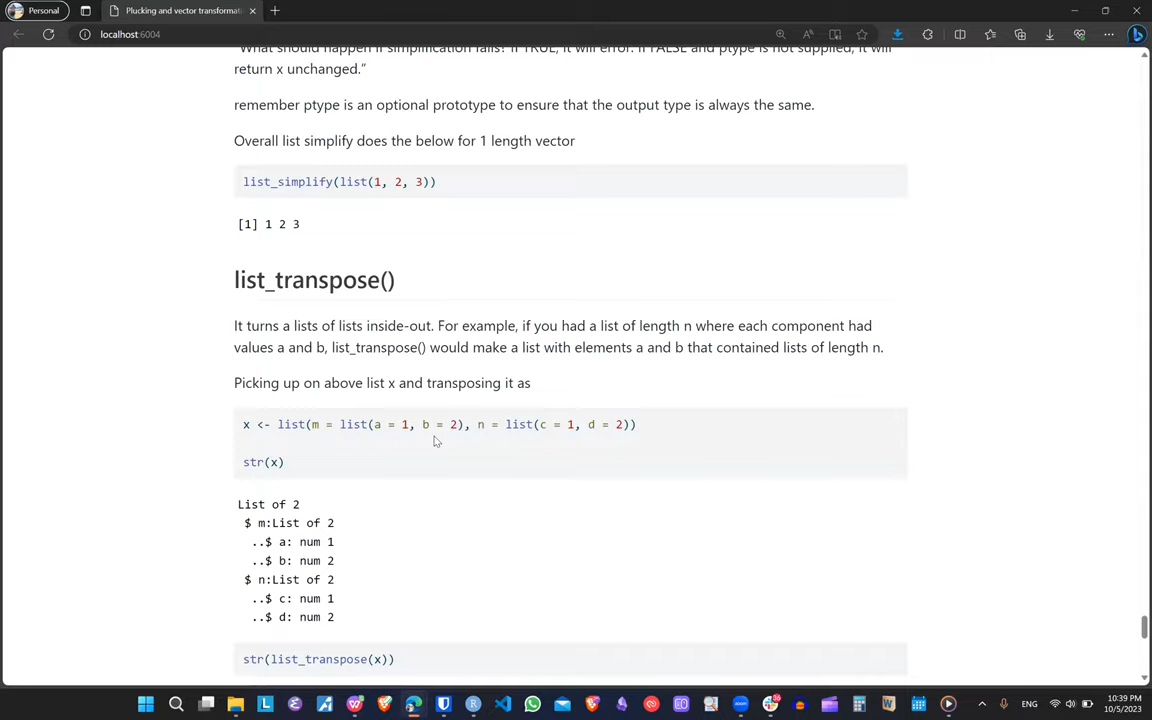 Personal
Plucking and vector transformati
localhost:6004
"What should happen if simplification fails? If TRUE, it will error. If FALSE and ptype is not supplied, it will
return x unchanged."
remember ptype is an optional prototype to ensure that the output type is always the same.
Overall list simplify does the below for 1 length vector
list_simplify(list(1, 2, 3))
[1] 1 2 3
list_transpose()
It turns a lists of lists inside-out. For example, if you had a list of length n where each component had
values a and b, list_transpose() would make a list with elements a and b that contained lists of length n.
Picking up on above list x and transposing it as
x <- list(m = list(a = 1, b = 2), n = list(c = 1, d = 2))
str(x)
List of 2
 $ m:List of 2
  ..$ a: num 1
  ..$ b: num 2
 $ n:List of 2
  ..$ c: num 1
  ..$ d: num 2
str(list_transpose(x))
ENG
10:39 PM
10/5/2023